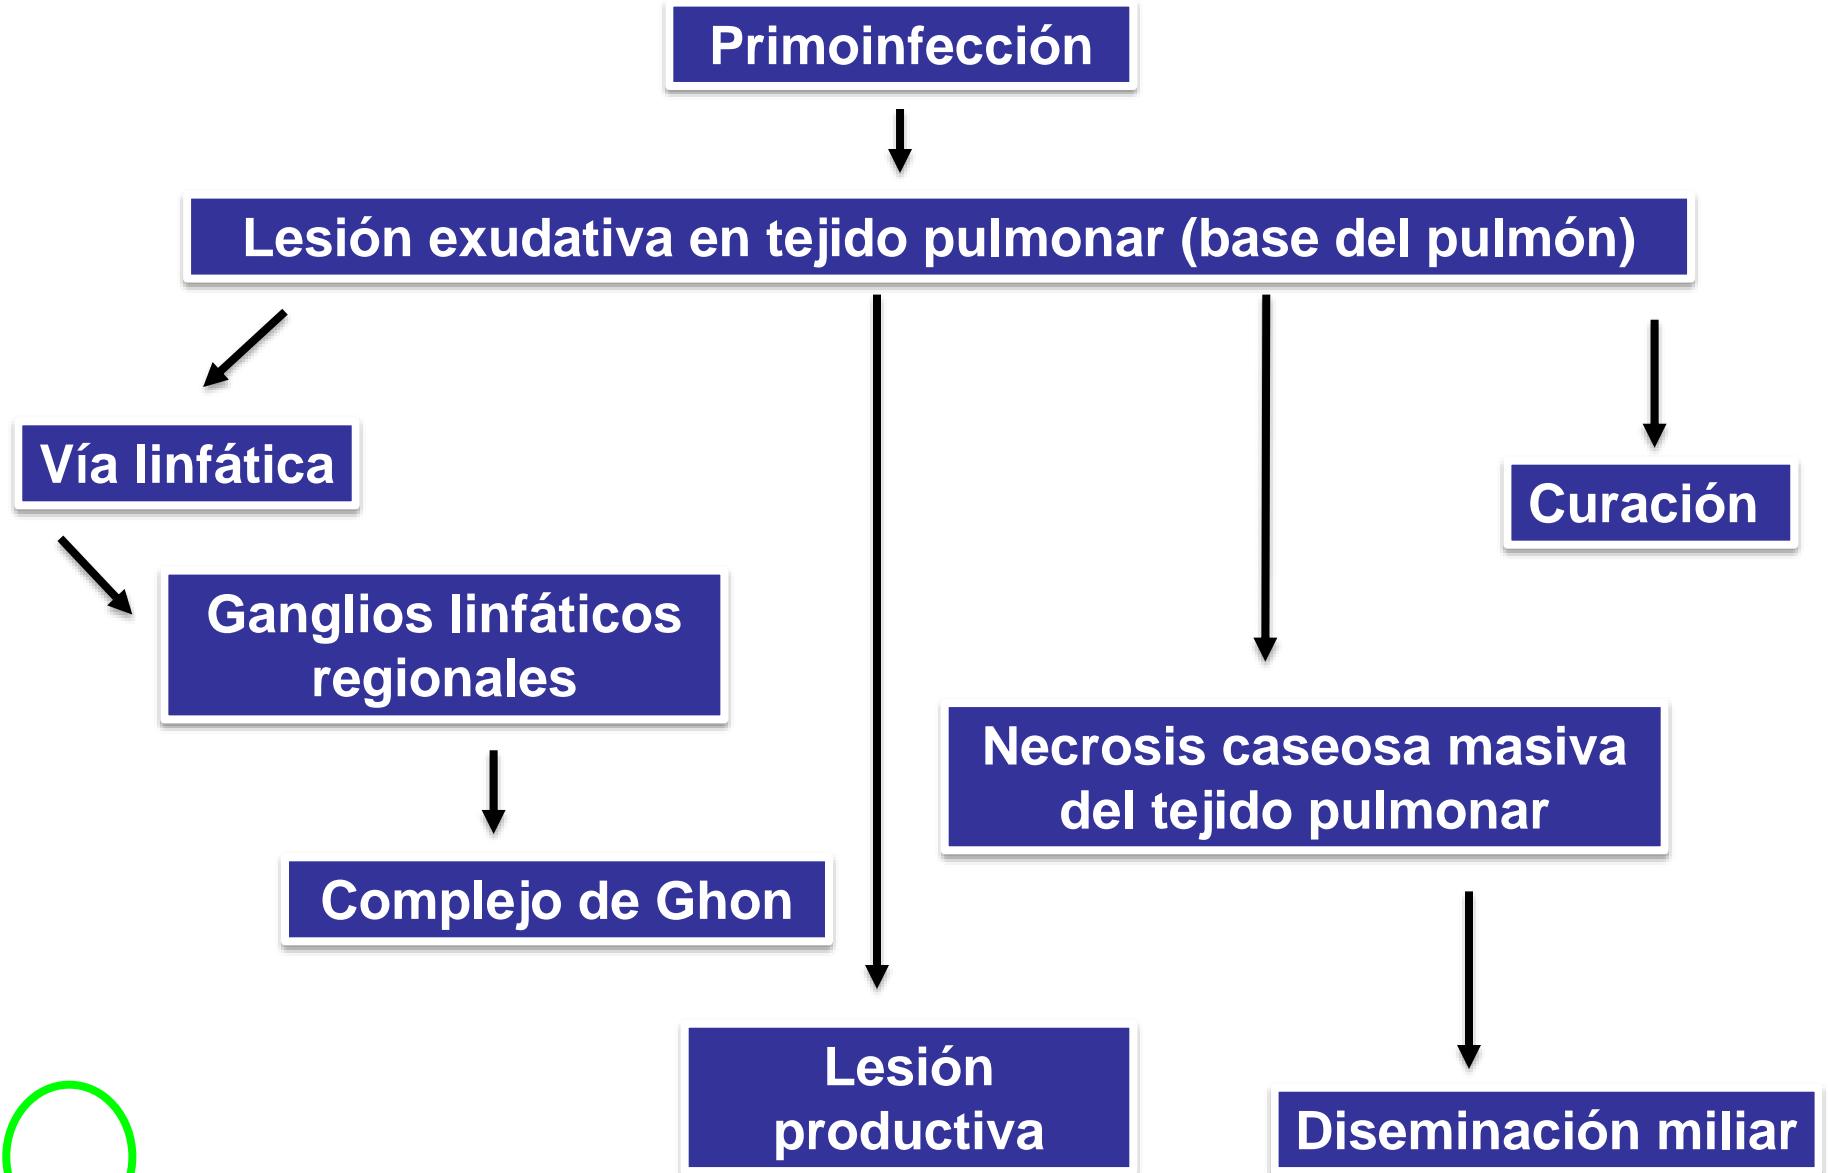 Primoinfección
Lesión exudativa en tejido pulmonar (base del pulmón)
Vía linfática
Curación
Ganglios linfáticos
regionales
Necrosis caseosa masiva
del tejido pulmonar
Complejo de Ghon
Lesión
productiva
Diseminación miliar